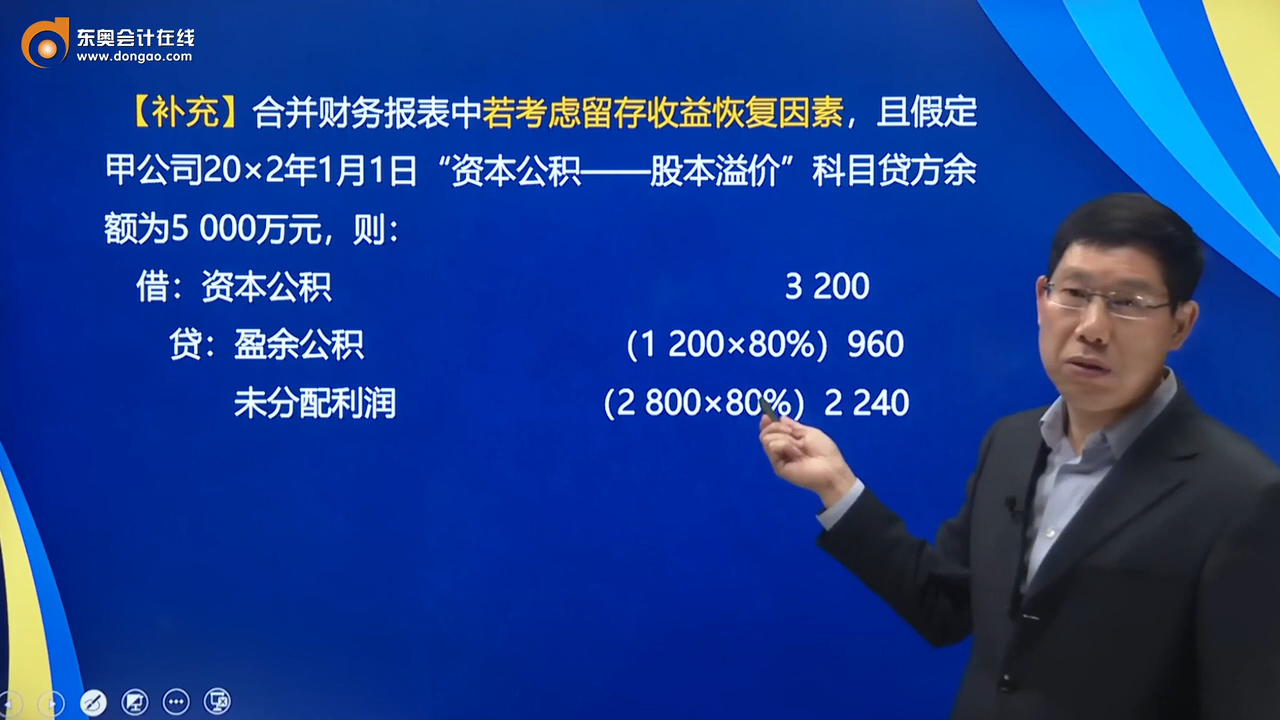 东奥会计在线
www.dongao.com
【补充】合并财务报表中若考虑留存收益恢复因素，且假定
甲公司20×2年1月1日“资本公积——股本溢价”科目贷方余
额为5 000万元，则：
借：资本公积 3 200
贷：盈余公积 （1 200×80%）960
未分配利润 （2 800×80%）2 240